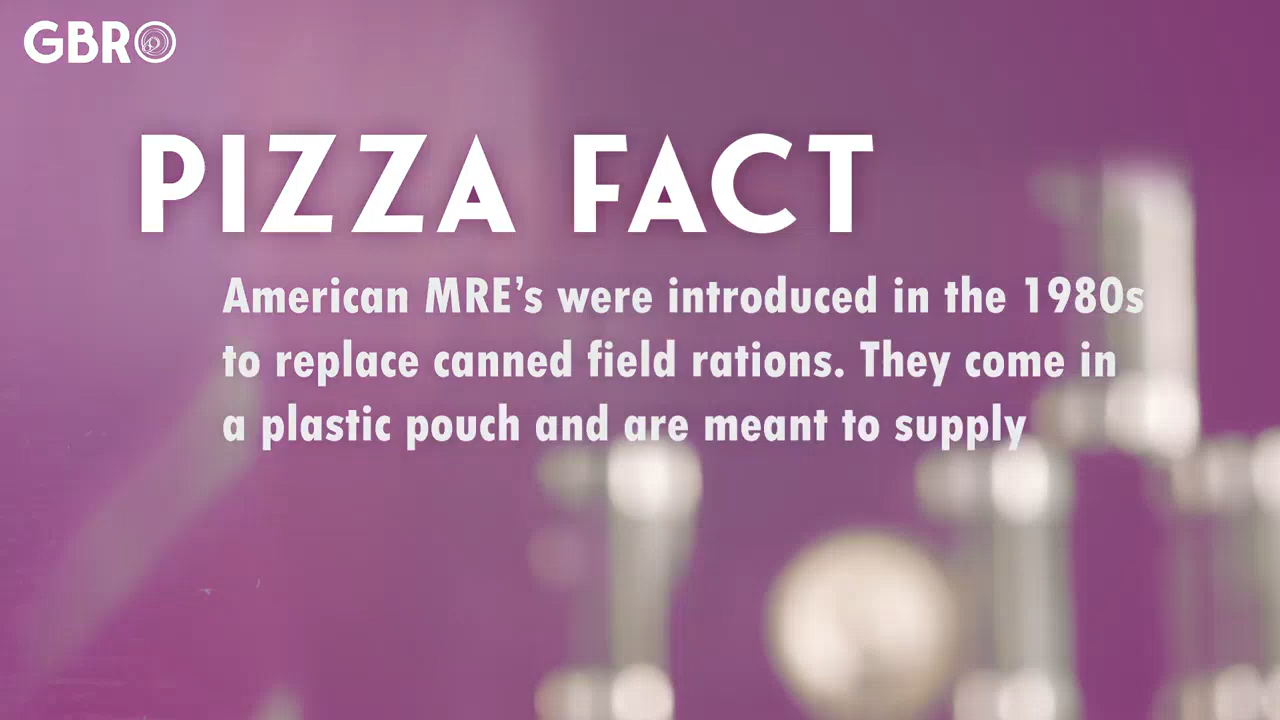 GBRO
PIZZA FACT
American MRE’s were introduced in the 1980s
to replace canned field rations. They come in
a plastic pouch and are meant to supply